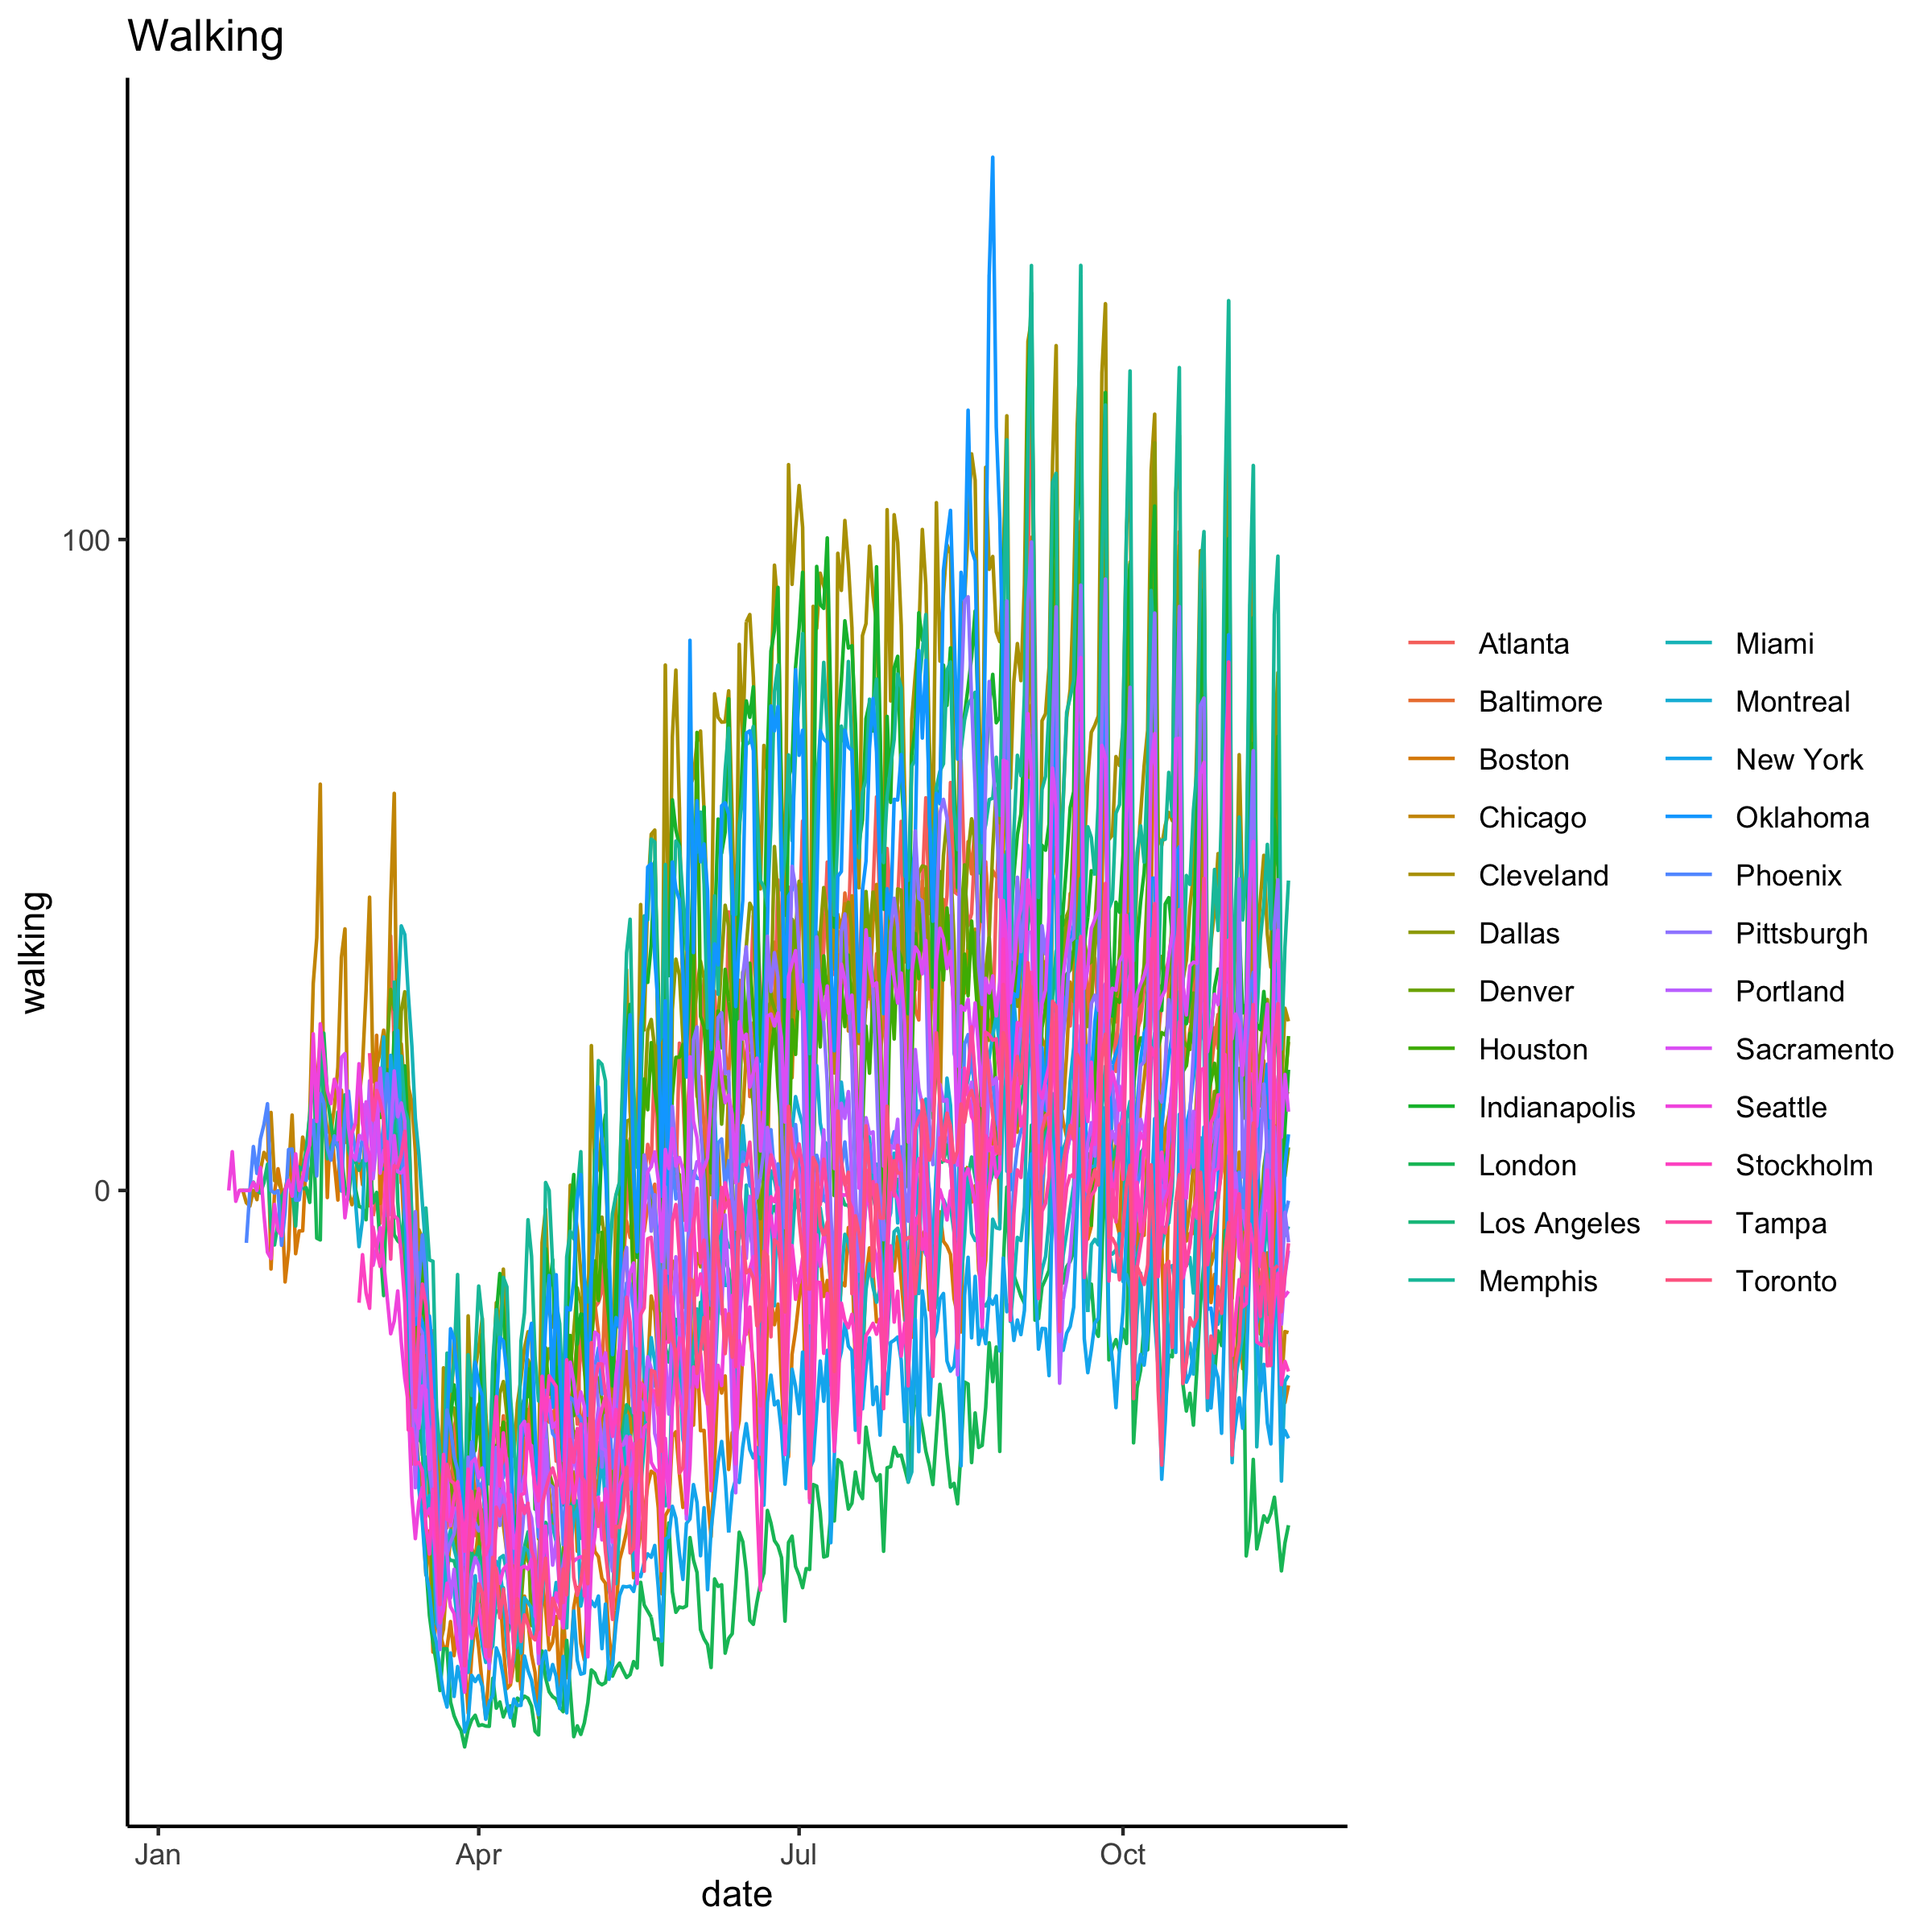 Walking
walking
100
0
Jan
Apr
Jul
Oct
date
Atlanta
Baltimore
Boston
Chicago
Cleveland
Dallas
Denver
Houston
Indianapolis
London
Los Angeles
Memphis
Miami
Montreal
New York
Oklahoma
Phoenix
Pittsburgh
Portland
Sacramento
Seattle
Stockholm
Tampa
Toronto